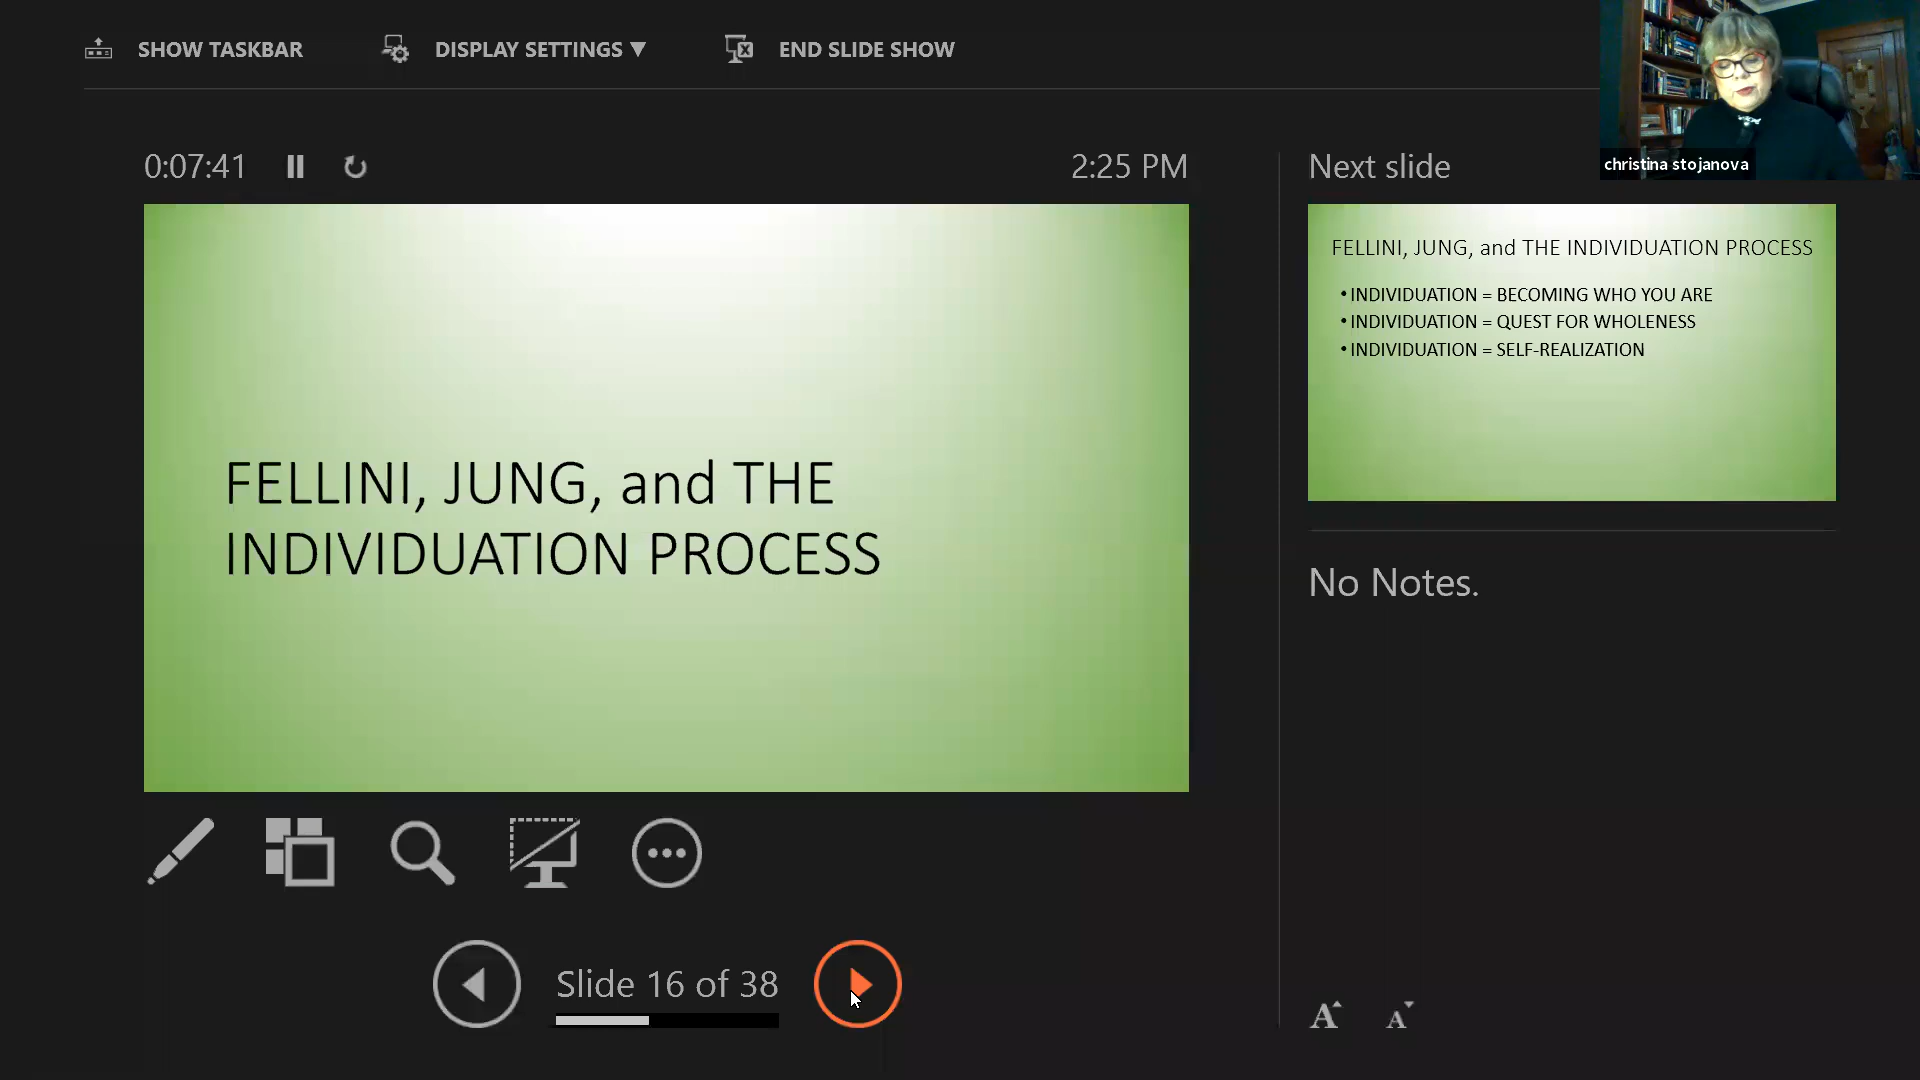 SHOW TASKBAR
DISPLAY SETTINGS ▼
END SLIDE SHOW
christina stojanova
0:07:41
2:25 PM
Next slide
FELLINI, JUNG, and THE
INDIVIDUATION PROCESS
FELLINI, JUNG, and THE INDIVIDUATION PROCESS
•INDIVIDUATION = BECOMING WHO YOU ARE
•INDIVIDUATION = QUEST FOR WHOLENESS
•INDIVIDUATION = SELF-REALIZATION
No Notes.
Slide 16 of 38
A A